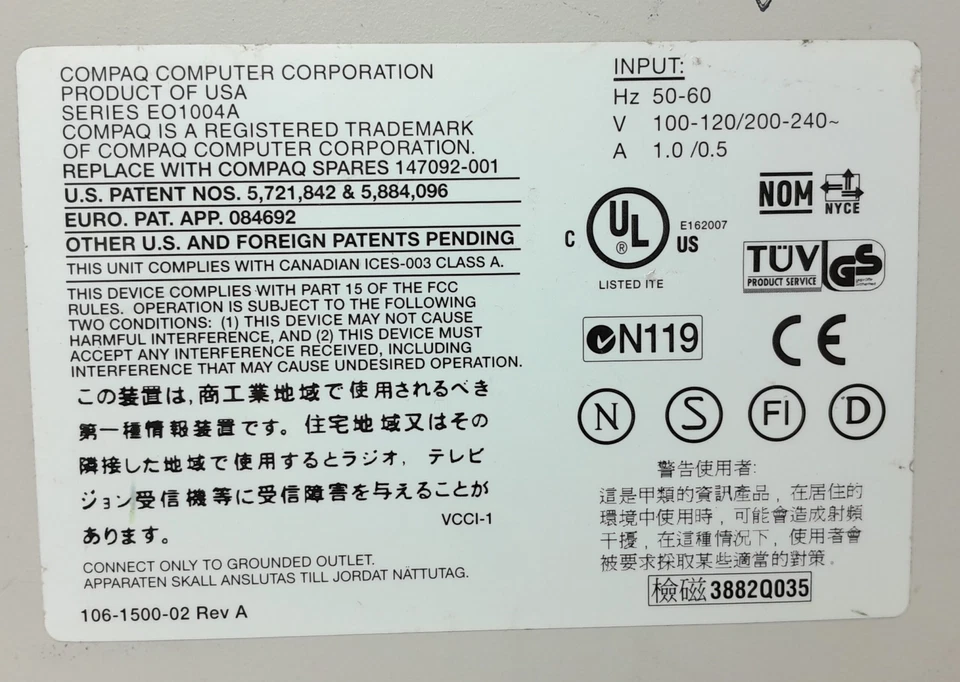 COMPAQ COMPUTER CORPORATION
PRODUCT OF USA
SERIES EO1004A
COMPAQ IS A REGISTERED TRADEMARK
OF COMPAQ COMPUTER CORPORATION.
REPLACE WITH COMPAQ SPARES 147092-001
U.S. PATENT NOS. 5,721,842 & 5,884,096
EURO. PAT. APP. 084692
OTHER U.S. AND FOREIGN PATENTS PENDING
THIS UNIT COMPLIES WITH CANADIAN ICES-003 CLASS A.
THIS DEVICE COMPLIES WITH PART 15 OF THE FCC
RULES. OPERATION IS SUBJECT TO THE FOLLOWING
TWO CONDITIONS: (1) THIS DEVICE MAY NOT CAUSE
HARMFUL INTERFERENCE, AND (2) THIS DEVICE MUST
ACCEPT ANY INTERFERENCE RECEIVED, INCLUDING
INTERFERENCE THAT MAY CAUSE UNDESIRED OPERATION.
この装置は, 商工業地域で使用されるべき
第一種情報装置です。住宅地域又はその
隣接した地域で使用するとラジオ, テレビ
ジョン受信機等に受信障害を与えることが
あります。
VCCI-1
CONNECT ONLY TO GROUNDED OUTLET.
APPARATEN SKALL ANSLUTAS TILL JORDAT NÄTTUTAG.
106-1500-02 Rev A
INPUT:
Hz 50-60
V 100-120/200-240~
A 1.0 /0.5
C UL ® US
E162007
LISTED ITE
NOM
NYCE
TÜV
PRODUCT SERVICE
GS
N119
CE
N S FI D
警告使用者:
這是甲類的資訊產品, 在居住的
環境中使用時, 可能會造成射頻
干擾, 在這種情況下, 使用者會
被要求採取某些適當的對策.
檢磁 3882Q035